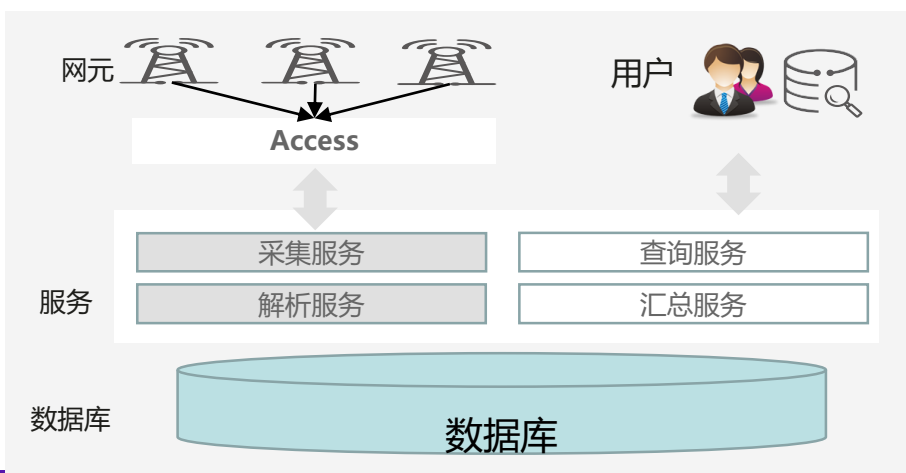 网元
用户
Access
采集服务
查询服务
服务
解析服务
汇总服务
数据库
数据库